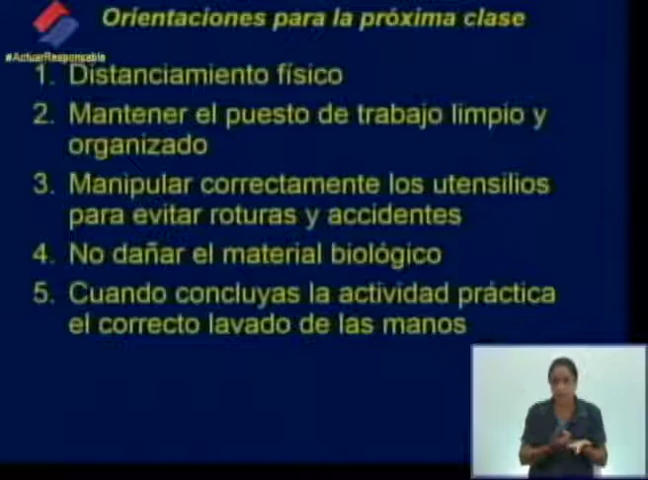 Orientaciones para la próxima clase
#ActuarResponsable
1. Distanciamiento físico
2. Mantener el puesto de trabajo limpio y
organizado
3. Manipular correctamente los utensilios
para evitar roturas y accidentes
4. No dañar el material biológico
5. Cuando concluyas la actividad práctica
el correcto lavado de las manos